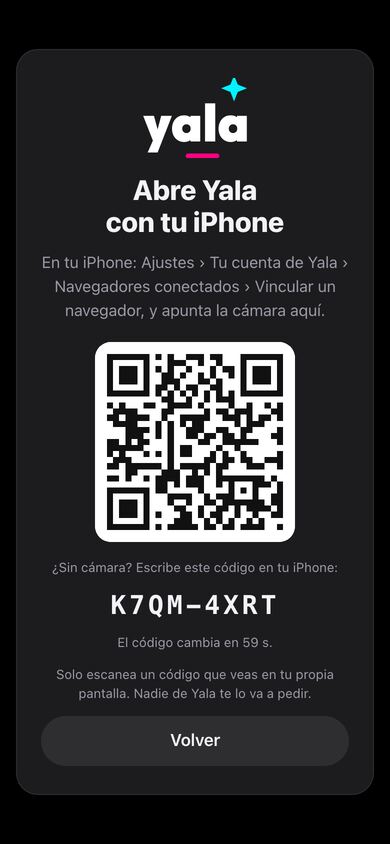 yala
Abre Yala
con tu iPhone
En tu iPhone: Ajustes › Tu cuenta de Yala ›
Navegadores conectados › Vincular un
navegador, y apunta la cámara aquí.
¿Sin cámara? Escribe este código en tu iPhone:
K7QM–4XRT
El código cambia en 59 s.
Solo escanea un código que veas en tu propia
pantalla. Nadie de Yala te lo va a pedir.
Volver